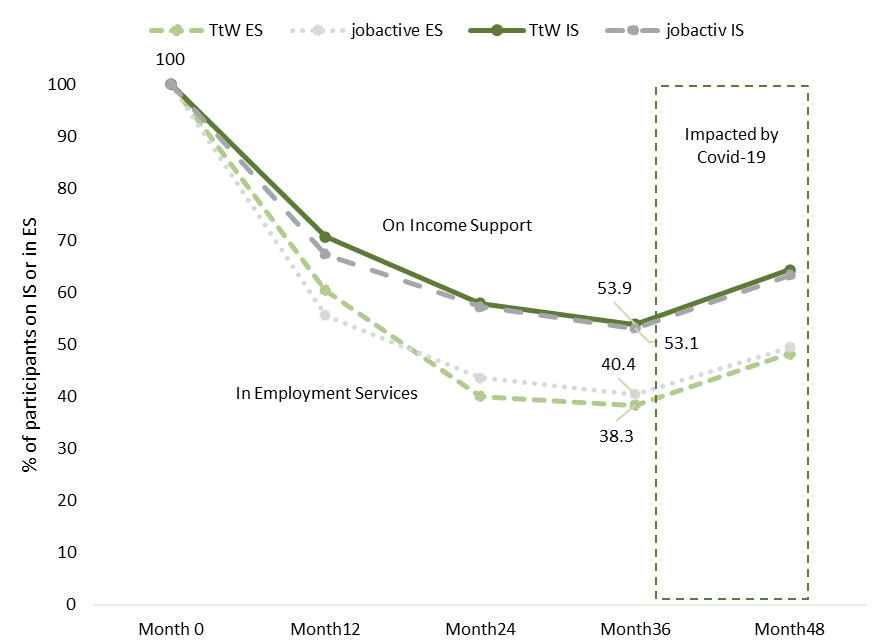 TtW ES jobactive ES TtW IS jobactiv IS
100
% of participants on IS or in ES
100
90
80
70
60
50
40
30
20
10
0
Impacted by
Covid-19
On Income Support
53.9
53.1
40.4
In Employment Services
38.3
Month 0 Month12 Month24 Month36 Month48